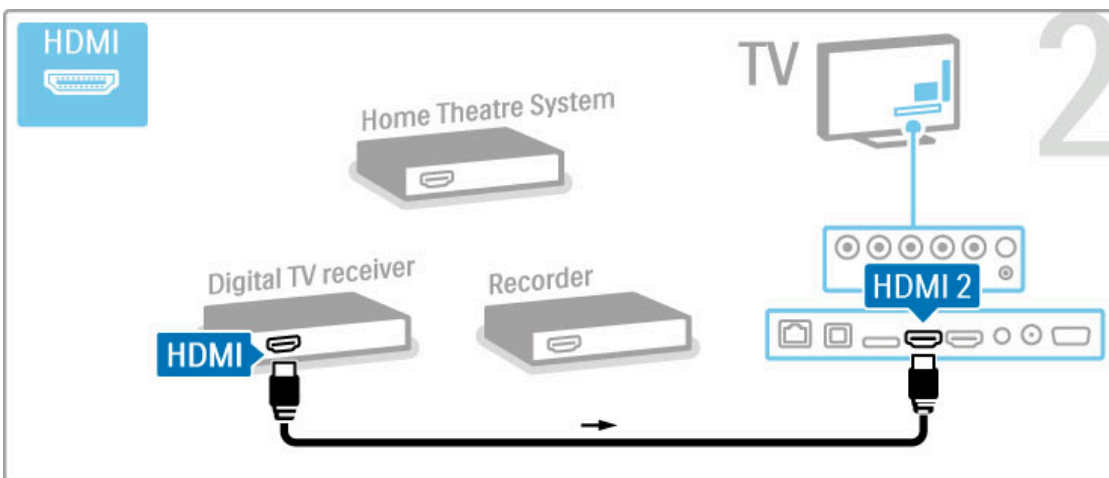 HDMI
TV
2
Home Theatre System
Digital TV receiver
Recorder
HDMI 2
HDMI